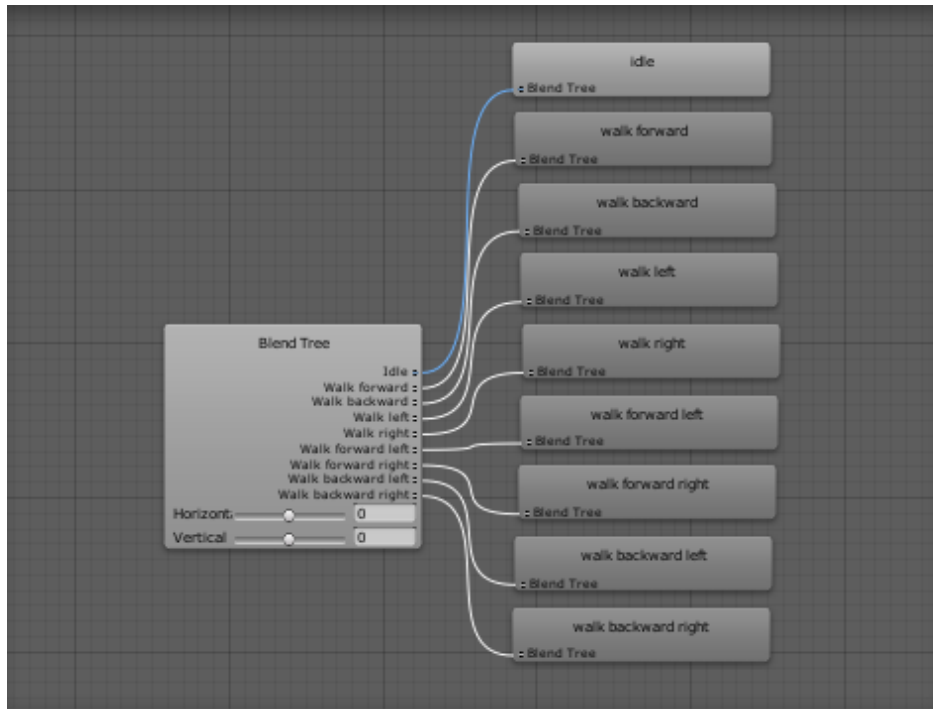 idle
Blend Tree
walk forward
Blend Tree
walk backward
Blend Tree
walk left
Blend Tree
walk right
Blend Tree
walk forward left
Blend Tree
walk forward right
Blend Tree
walk backward left
Blend Tree
walk backward right
Blend Tree
Blend Tree
Idle
Walk forward
Walk backward
Walk left
Walk right
Walk forward left
Walk forward right
Walk backward left
Walk backward right
Horizont 0
Vertical 0